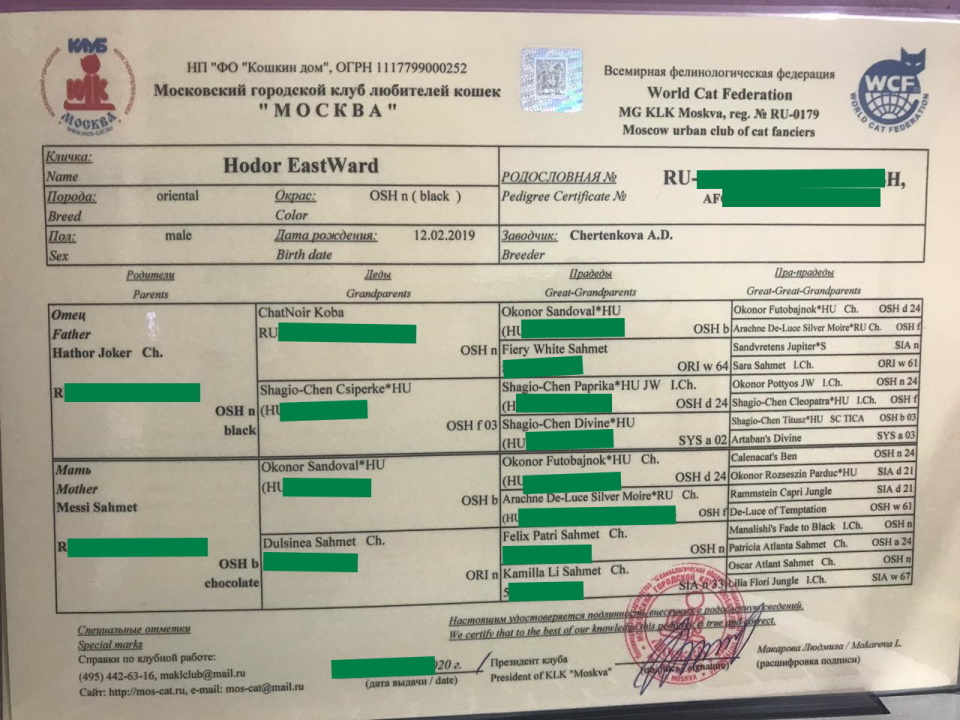 КЛУБ
МОСКВА
WWW.MOS-CAT.RU
НП "ФО "Кошкин дом", ОГРН 1117799000252
Московский городской клуб любителей кошек
"МОСКВА"
Всемирная фелинологическая федерация
World Cat Federation
MG KLK Moskva, reg. № RU-0179
Moscow urban club of cat fanciers
WCF
WORLD CAT FEDERATION
Кличка:
Name
Hodor EastWard
РОДОСЛОВНАЯ №
Pedigree Certificate №
RU-
H,
AF
Порода:
Breed
oriental
Окрас:
Color
OSH n ( black )
Пол:
Sex
male
Дата рождения:
Birth date
12.02.2019
Заводчик:
Breeder
Chertenkova A.D.
Родители
Parents
Деды
Grandparents
Прадеды
Great-Grandparents
Пра-прадеды
Great-Great-Grandparents
Отец
Father
Hathor Joker Ch.
R
OSH n
black
ChatNoir Koba
RU
OSH n
Shagio-Chen Csiperke*HU
(HU
OSH f 03
Okonor Sandoval*HU
(HU
OSH b
Fiery White Sahmet
ORI w 64
Shagio-Chen Paprika*HU JW I.Ch.
(H
OSH d 24
Shagio-Chen Divine*HU
(HU
SYS a 02
Okonor Futobajnok*HU Ch. OSH d 24
Arachne De-Luce Silver Moire*RU Ch. OSH f
Sandvretens Jupiter*S SIA n
Sara Sahmet I.Ch. ORI w 61
Okonor Pottyos JW I.Ch. OSH n 24
Shagio-Chen Cleopatra*HU I.Ch. OSH f
Shagio-Chen Titusz*HU SC TICA OSH b 03
Artaban's Divine SYS a 03
Мать
Mother
Messi Sahmet
R
OSH b
chocolate
Okonor Sandoval*HU
(HU
OSH b
Dulsinea Sahmet Ch.
ORI n
Okonor Futobajnok*HU Ch.
(HU
OSH d 24
Arachne De-Luce Silver Moire*RU Ch.
(HU
OSH f
Felix Patri Sahmet Ch.
OSH n
Kamilla Li Sahmet Ch.
5
SIA n 33
Calenacat's Ben OSH n 24
Okonor Rozseszin Parduc*HU SIA d 21
Rammstein Capri Jungle SIA d 21
De-Luce of Temptation OSH w 61
Manalishi's Fade to Black I.Ch. OSH n
Patricia Atlanta Sahmet Ch. OSH a 24
Oscar Atlant Sahmet Ch. OSH n
Lilia Flori Jungle I.Ch. SIA w 67
Специальные отметки
Special marks
Справки по клубной работе:
(495) 442-63-16, maklclub@mail.ru
Сайт: http://mos-cat.ru, e-mail: mos-cat@mail.ru
Настоящим удостоверяется подлинность внесенных в родословную сведений.
We certify that to the best of our knowledge this pedigree is true and correct.
020 г.
(дата выдачи / date)
Президент клуба
President of KLK "Moskva"
signature)
Макарова Людмила / Makarova L.
(расшифровка подписи)